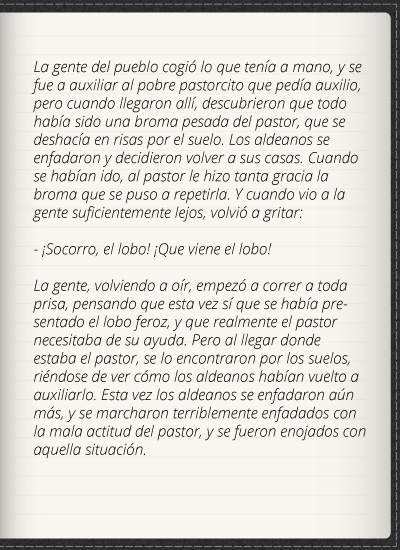 La gente del pueblo cogió lo que tenía a mano, y se
fue a auxiliar al pobre pastorcito que pedía auxilio,
pero cuando llegaron allí, descubrieron que todo
había sido una broma pesada del pastor, que se
deshacía en risas por el suelo. Los aldeanos se
enfadaron y decidieron volver a sus casas. Cuando
se habían ido, al pastor le hizo tanta gracia la
broma que se puso a repetirla. Y cuando vio a la
gente suficientemente lejos, volvió a gritar:
- ¡Socorro, el lobo! ¡Que viene el lobo!
La gente, volviendo a oír, empezó a correr a toda
prisa, pensando que esta vez sí que se había pre-
sentado el lobo feroz, y que realmente el pastor
necesitaba de su ayuda. Pero al llegar donde
estaba el pastor, se lo encontraron por los suelos,
riéndose de ver cómo los aldeanos habían vuelto a
auxiliarlo. Esta vez los aldeanos se enfadaron aún
más, y se marcharon terriblemente enfadados con
la mala actitud del pastor, y se fueron enojados con
aquella situación.